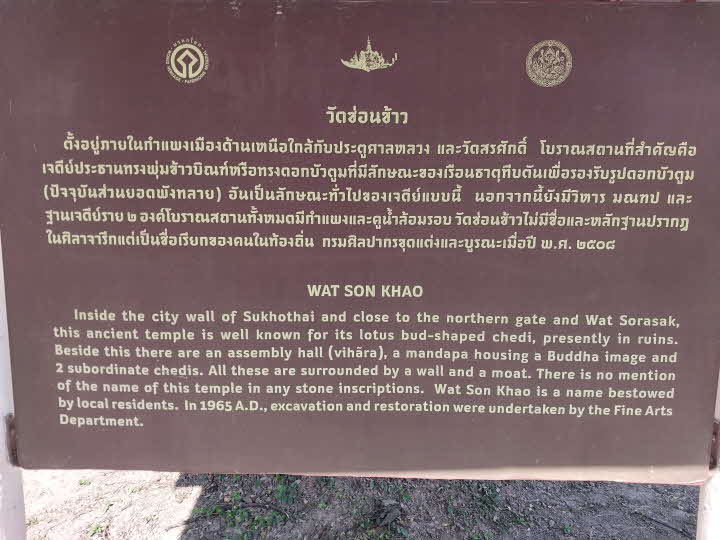 วัดซ่อนข้าว
ตั้งอยู่ภายในกำแพงเมืองด้านเหนือใกล้กับประตูศาลหลวง และวัดสรศักดิ์ โบราณสถานที่สำคัญคือ
เจดีย์ประธานทรงพุ่มข้าวบิณฑ์หรือทรงดอกบัวตูมที่มีลักษณะของเรือนธาตุทึบตันเพื่อรองรับรูปดอกบัวตูม
(ปัจจุบันส่วนยอดพังทลาย) อันเป็นลักษณะทั่วไปของเจดีย์แบบนี้ นอกจากนี้ยังมีวิหาร มณฑป และ
ฐานเจดีย์ราย ๒ องค์โบราณสถานทั้งหมดมีกำแพงและคูน้ำล้อมรอบ วัดซ่อนข้าวไม่มีชื่อและหลักฐานปรากฏ
ในศิลาจารึกแต่เป็นชื่อเรียกของคนในท้องถิ่น กรมศิลปากรขุดแต่งและบูรณะเมื่อปี พ.ศ. ๒๕๐๘
WAT SON KHAO
Inside the city wall of Sukhothai and close to the northern gate and Wat Sorasak,
this ancient temple is well known for its lotus bud-shaped chedi, presently in ruins.
Beside this there are an assembly hall (vihãra), a mandapa housing a Buddha image and
2 subordinate chedis. All these are surrounded by a wall and a moat. There is no mention
of the name of this temple in any stone inscriptions. Wat Son Khao is a name bestowed
by local residents. In 1965 A.D., excavation and restoration were undertaken by the Fine Arts
Department.